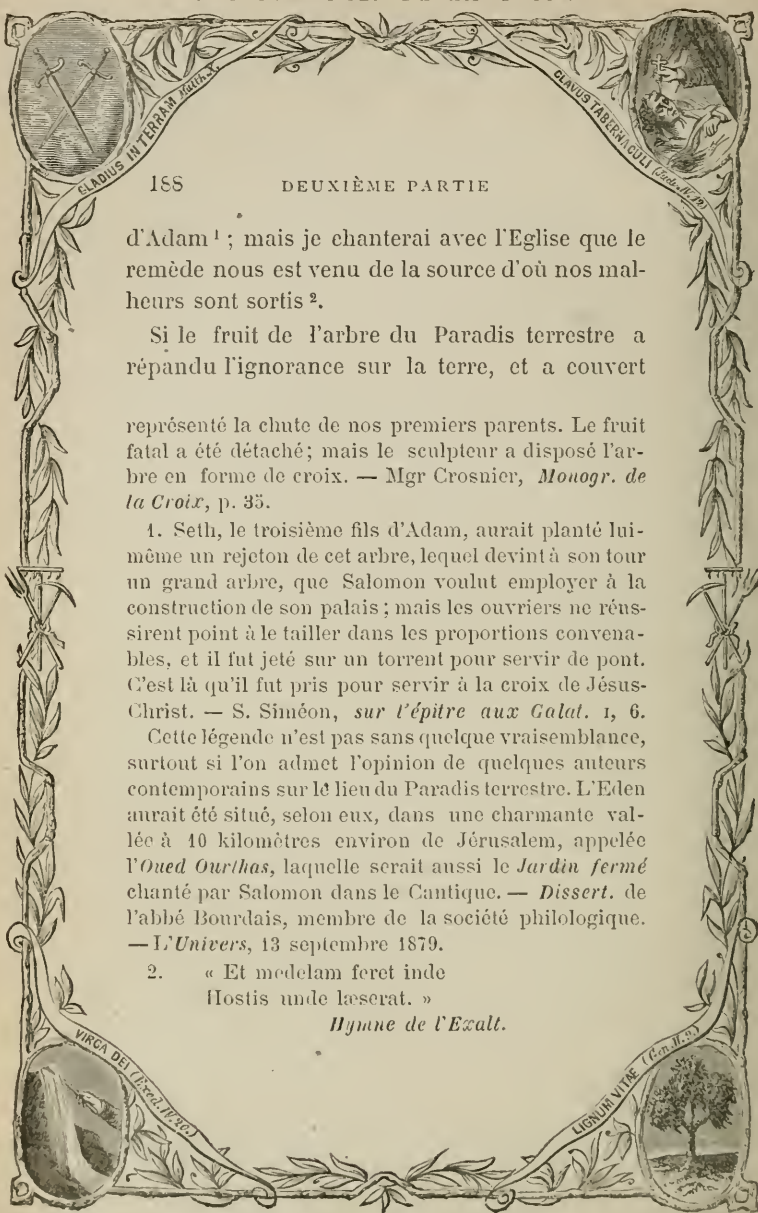 GLADIUS IN TERRAM Matth. X.
CLAVUS TABERNACULI
188 DEUXIÈME PARTIE
d'Adam ¹ ; mais je chanterai avec l'Eglise que le
remède nous est venu de la source d'où nos mal-
heurs sont sortis ².
Si le fruit de l'arbre du Paradis terrestre a
répandu l'ignorance sur la terre, et a couvert
représenté la chute de nos premiers parents. Le fruit
fatal a été détaché; mais le sculpteur a disposé l'ar-
bre en forme de croix. — Mgr Crosnier, Monogr. de
la Croix, p. 35.
1. Seth, le troisième fils d'Adam, aurait planté lui-
même un rejeton de cet arbre, lequel devint à son tour
un grand arbre, que Salomon voulut employer à la
construction de son palais ; mais les ouvriers ne réus-
sirent point à le tailler dans les proportions convena-
bles, et il fut jeté sur un torrent pour servir de pont.
C'est là qu'il fut pris pour servir à la croix de Jésus-
Christ. — S. Siméon, sur l'épitre aux Galat. I, 6.
Cette légende n'est pas sans quelque vraisemblance,
surtout si l'on admet l'opinion de quelques auteurs
contemporains sur le lieu du Paradis terrestre. L'Eden
aurait été situé, selon eux, dans une charmante val-
lée à 10 kilomètres environ de Jérusalem, appelée
l'Oued Ourthas, laquelle serait aussi le Jardin fermé
chanté par Salomon dans le Cantique. — Dissert. de
l'abbé Bourdais, membre de la société philologique.
— L'Univers, 13 septembre 1879.
2. « Et medelam ferret inde
Hostis unde læserat. »
Hymne de l'Exalt.
VIRGA DEI (Exod. IV. 20.)
LIGNUM VITAE (Gen. II. 9.)